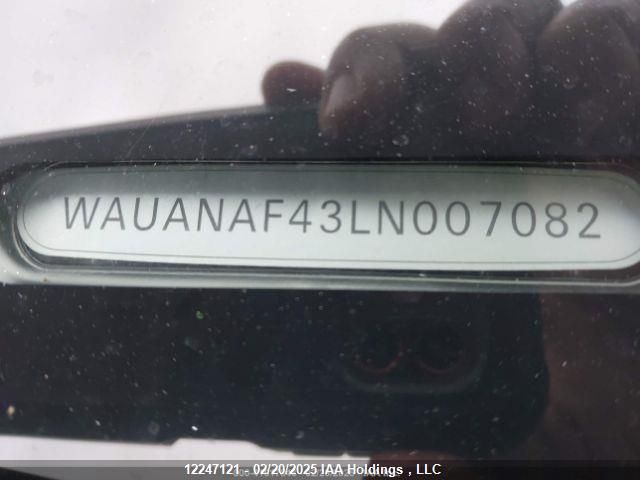 WAUANAF43LN007082
12247121 - 02/20/2025 IAA Holdings , LLC